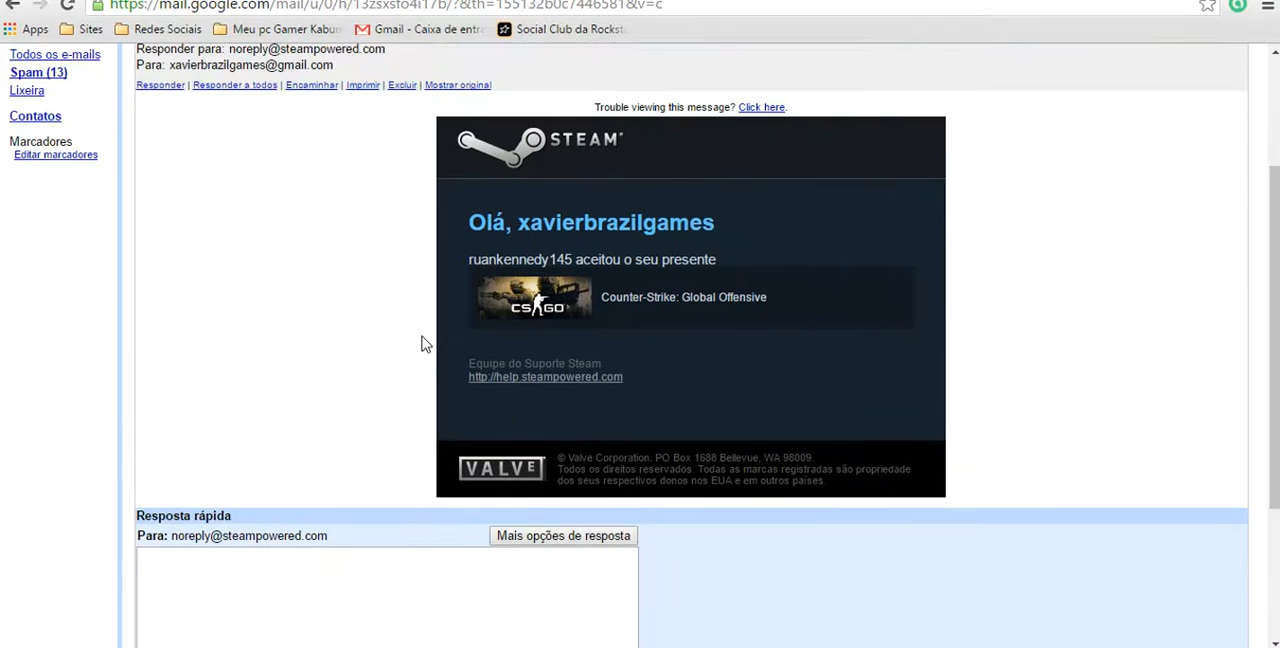 https://mail.google.com/mail/u/0/h/13zsxsfo4i17b/?&th=155132b0c7446581&v=c
Apps Sites Redes Sociais Meu pc Gamer Kabum Gmail - Caixa de entra Social Club da Rocksta
Todos os e-mails
Spam (13)
Lixeira
Contatos
Marcadores
Editar marcadores
Responder para: noreply@steampowered.com
Para: xavierbrazilgames@gmail.com
Responder | Responder a todos | Encaminhar | Imprimir | Excluir | Mostrar original
Trouble viewing this message? Click here.
STEAM
Olá, xavierbrazilgames
ruankennedy145 aceitou o seu presente
CS GO
Counter-Strike: Global Offensive
Equipe do Suporte Steam
http://help.steampowered.com
VALVE
© Valve Corporation. PO Box 1688 Bellevue, WA 98009.
Todos os direitos reservados. Todas as marcas registradas são propriedade
dos seus respectivos donos nos EUA e em outros países.
Resposta rápida
Para: noreply@steampowered.com
Mais opções de resposta